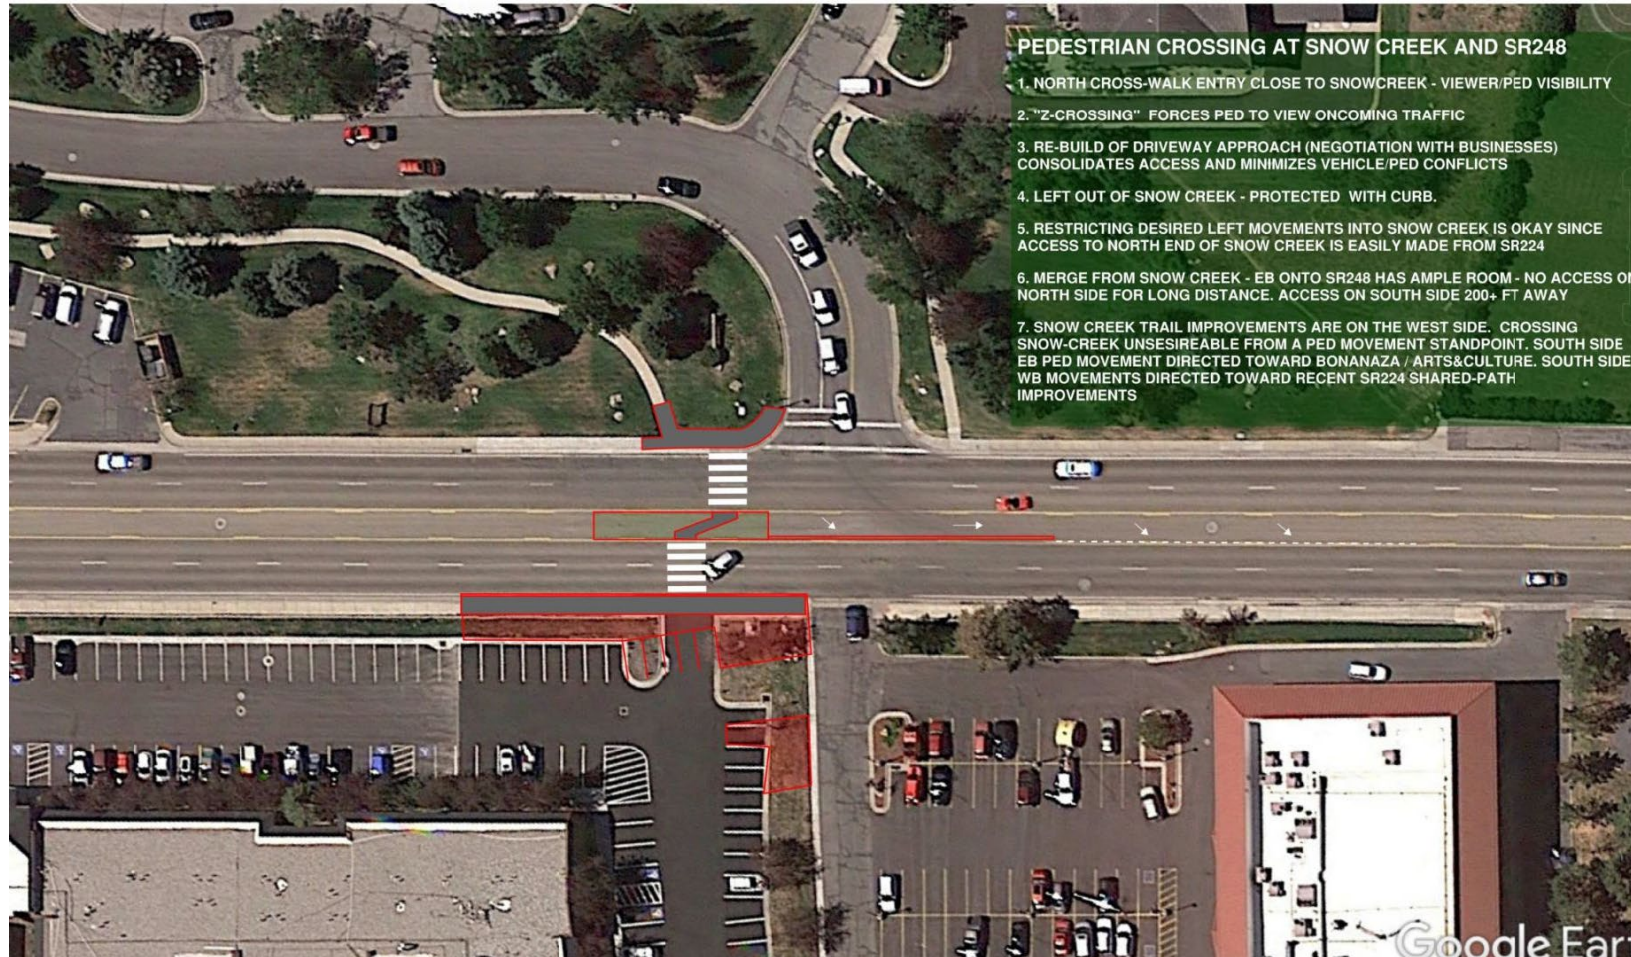 PEDESTRIAN CROSSING AT SNOW CREEK AND SR248
1. NORTH CROSS-WALK ENTRY CLOSE TO SNOWCREEK - VIEWER/PED VISIBILITY
2. "Z-CROSSING" FORCES PED TO VIEW ONCOMING TRAFFIC
3. RE-BUILD OF DRIVEWAY APPROACH (NEGOTIATION WITH BUSINESSES)
CONSOLIDATES ACCESS AND MINIMIZES VEHICLE/PED CONFLICTS
4. LEFT OUT OF SNOW CREEK - PROTECTED WITH CURB.
5. RESTRICTING DESIRED LEFT MOVEMENTS INTO SNOW CREEK IS OKAY SINCE
ACCESS TO NORTH END OF SNOW CREEK IS EASILY MADE FROM SR224
6. MERGE FROM SNOW CREEK - EB ONTO SR248 HAS AMPLE ROOM - NO ACCESS ON
NORTH SIDE FOR LONG DISTANCE. ACCESS ON SOUTH SIDE 200+ FT AWAY
7. SNOW CREEK TRAIL IMPROVEMENTS ARE ON THE WEST SIDE. CROSSING
SNOW-CREEK UNSESIREABLE FROM A PED MOVEMENT STANDPOINT. SOUTH SIDE
EB PED MOVEMENT DIRECTED TOWARD BONANAZA / ARTS&CULTURE. SOUTH SIDE
WB MOVEMENTS DIRECTED TOWARD RECENT SR224 SHARED-PATH
IMPROVEMENTS
Google Eart